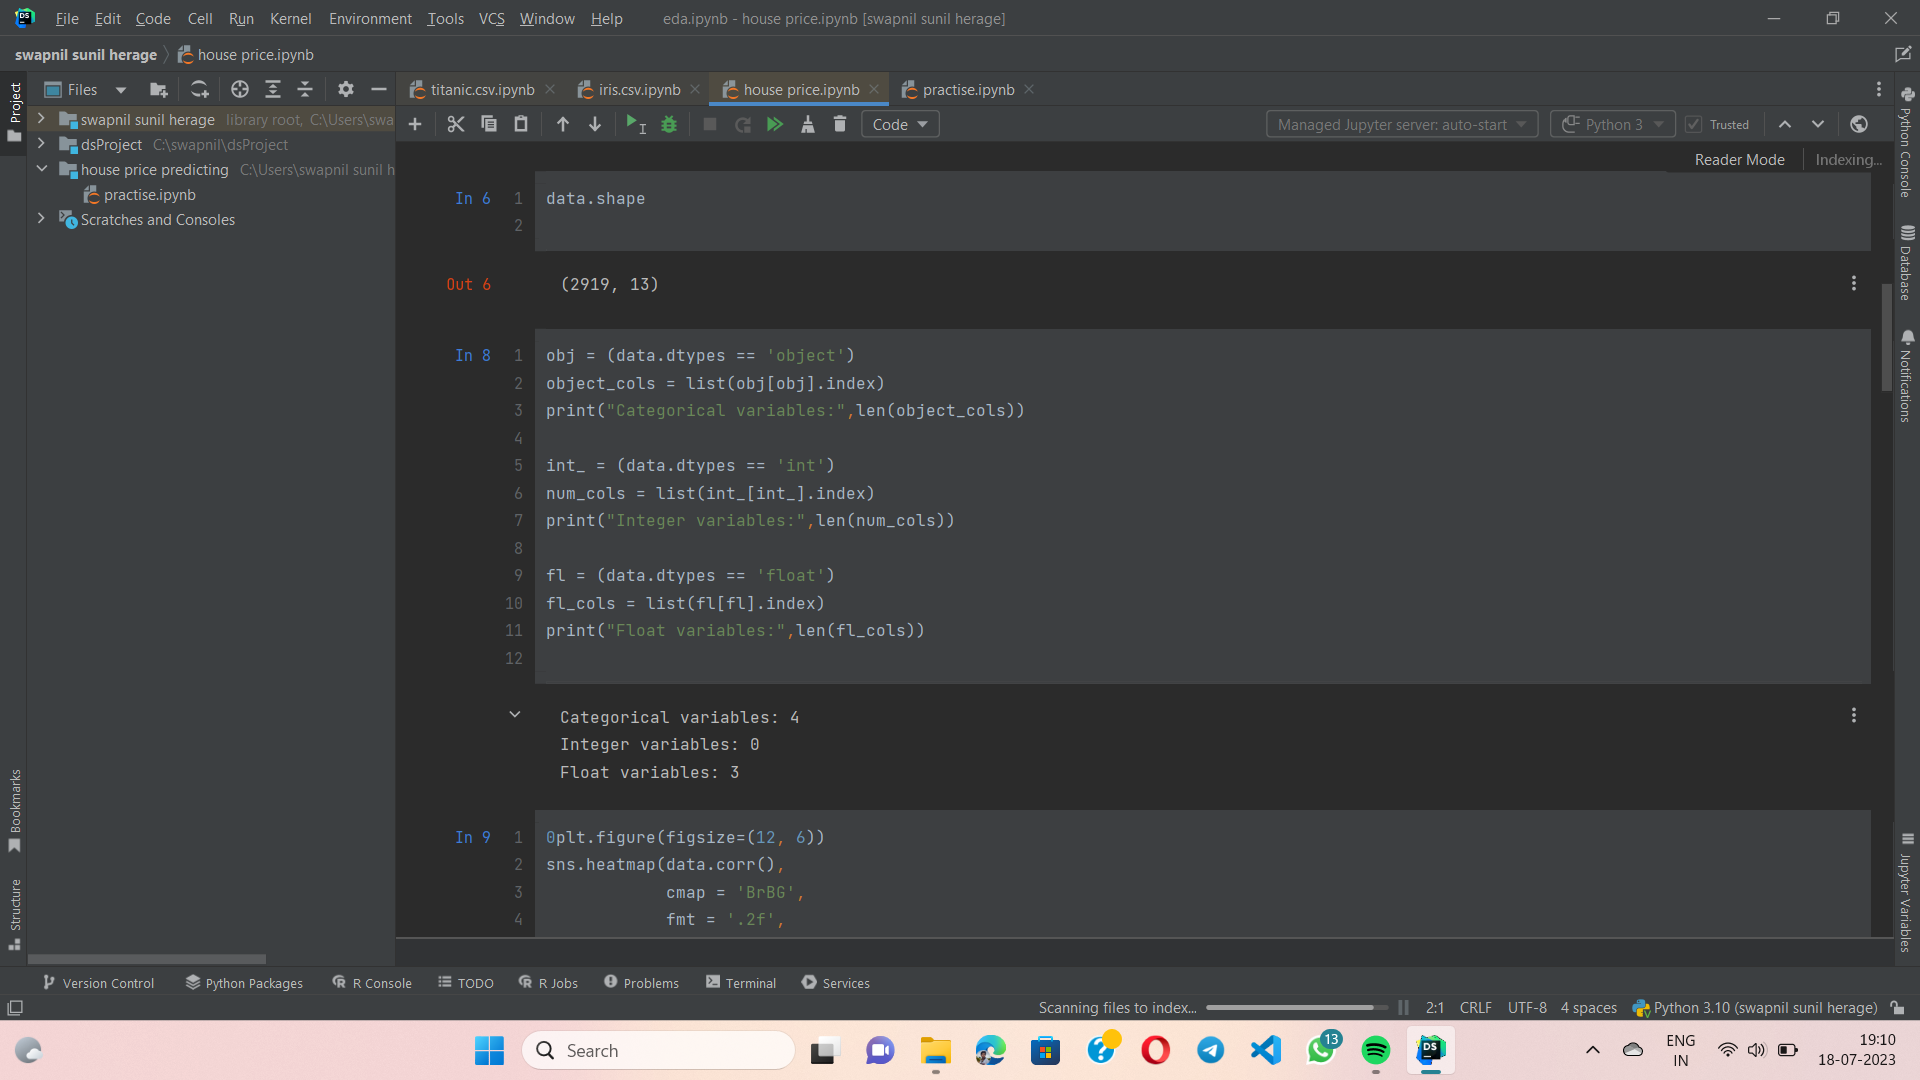 File Edit Code Cell Run Kernel Environment Tools VCS Window Help eda.ipynb - house price.ipynb [swapnil sunil herage]
swapnil sunil herage house price.ipynb
Project
Files
titanic.csv.ipynb iris.csv.ipynb house price.ipynb practise.ipynb
swapnil sunil herage library root, C:\Users\swa
dsProject C:\swapnil\dsProject
house price predicting C:\Users\swapnil sunil h
practise.ipynb
Scratches and Consoles
Code Managed Jupyter server: auto-start Python 3 Trusted
Reader Mode Indexing...
In 6 1 data.shape
2
Out 6 (2919, 13)
In 8 1 obj = (data.dtypes == 'object')
2 object_cols = list(obj[obj].index)
3 print("Categorical variables:",len(object_cols))
4
5 int_ = (data.dtypes == 'int')
6 num_cols = list(int_[int_].index)
7 print("Integer variables:",len(num_cols))
8
9 fl = (data.dtypes == 'float')
10 fl_cols = list(fl[fl].index)
11 print("Float variables:",len(fl_cols))
12
Categorical variables: 4
Integer variables: 0
Float variables: 3
In 9 1 0plt.figure(figsize=(12, 6))
2 sns.heatmap(data.corr(),
3 cmap = 'BrBG',
4 fmt = '.2f',
Bookmarks
Structure
Python Console
Database
Notifications
Jupyter Variables
Version Control Python Packages R Console TODO R Jobs Problems Terminal Services
Scanning files to index... 2:1 CRLF UTF-8 4 spaces Python 3.10 (swapnil sunil herage)
Search
DS
13
DS
ENG
IN
19:10
18-07-2023